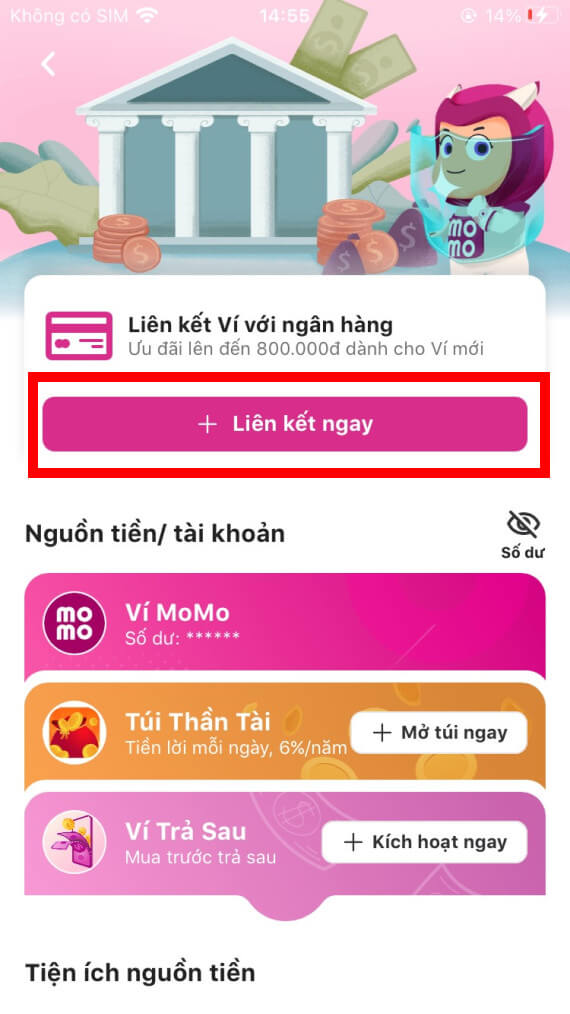 Không có SIM
14:55
14%
MO
MO
Liên kết Ví với ngân hàng
Ưu đãi lên đến 800.000đ dành cho Ví mới
+ Liên kết ngay
Nguồn tiền/ tài khoản
Số dư
mo
mo
Ví MoMo
Số dư: ******
Túi Thần Tài
Tiền lời mỗi ngày, 6%/năm
+ Mở túi ngay
Ví Trả Sau
Mua trước trả sau
+ Kích hoạt ngay
Tiện ích nguồn tiền